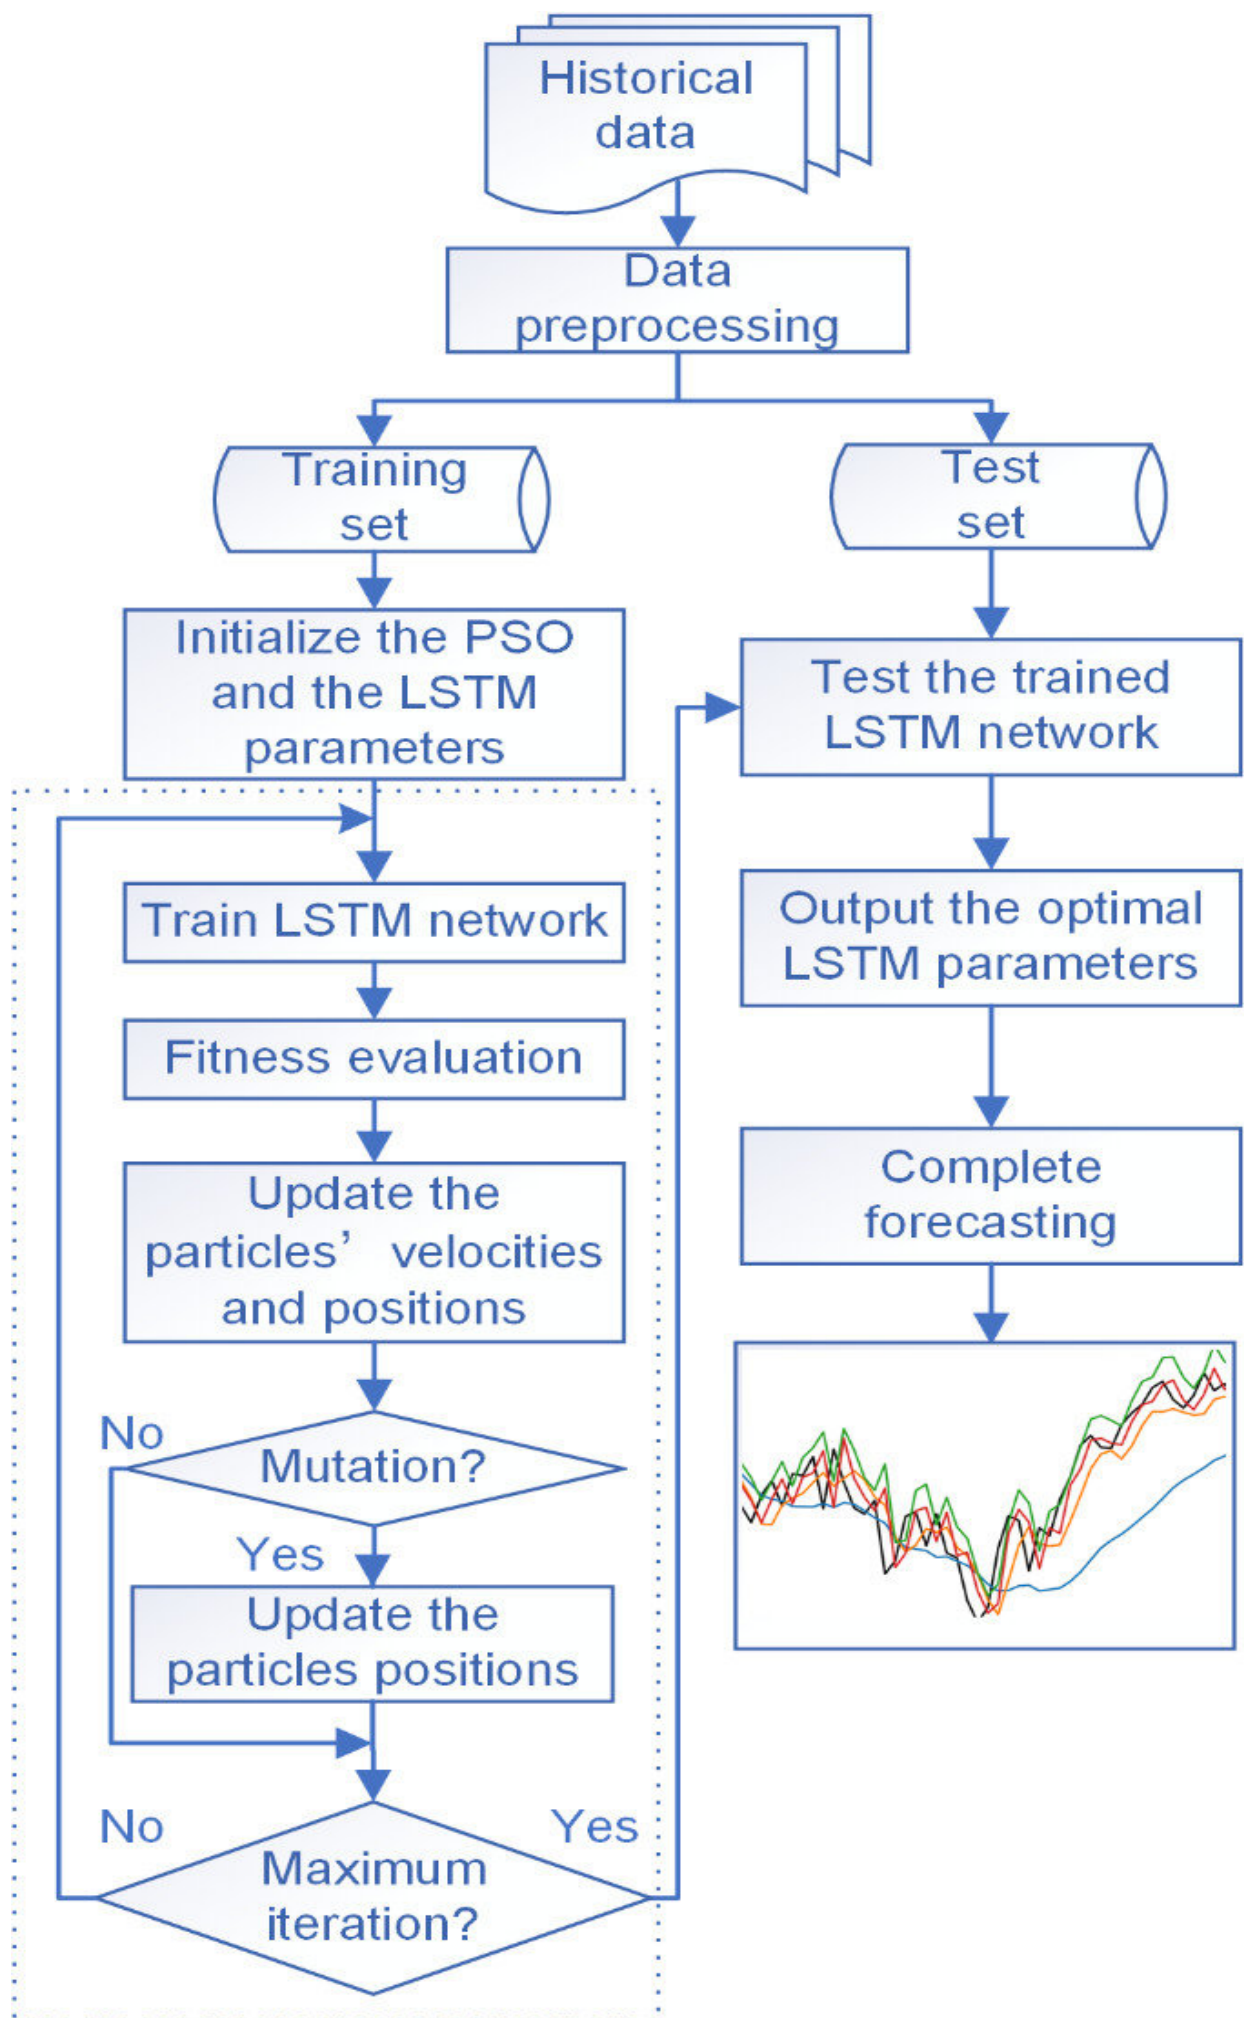 Historical
data
Data
preprocessing
Training
set
Test
set
Initialize the PSO
and the LSTM
parameters
Test the trained
LSTM network
Train LSTM network
Output the optimal
LSTM parameters
Fitness evaluation
Update the
particles’ velocities
and positions
Complete
forecasting
No
Mutation?
Yes
Update the
particles positions
No
Yes
Maximum
iteration?